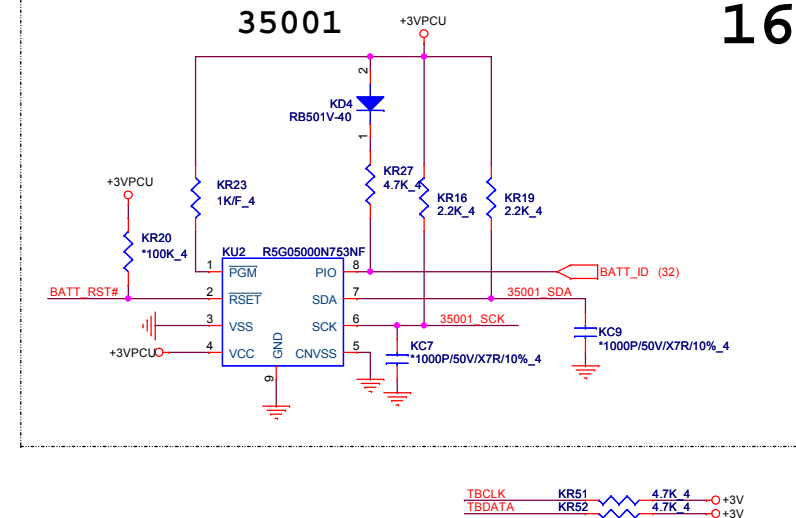 35001
16
+3VPCU
2
KD4
RB501V-40
1
KR27
4.7K_4
+3VPCU
KR23
1K/F_4
KR16
2.2K_4
KR19
2.2K_4
KR20
*100K_4
KU2 R5G05000N753NF
1 PGM PIO 8
BATT_ID (32)
BATT_RST# 2 RSET SDA 7 35001_SDA
3 VSS SCK 6 35001_SCK
+3VPCU 4 VCC CNVSS 5
GND
9
KC7
*1000P/50V/X7R/10%_4
KC9
*1000P/50V/X7R/10%_4
TBCLK KR51 4.7K_4 +3V
TBDATA KR52 4.7K_4 +3V